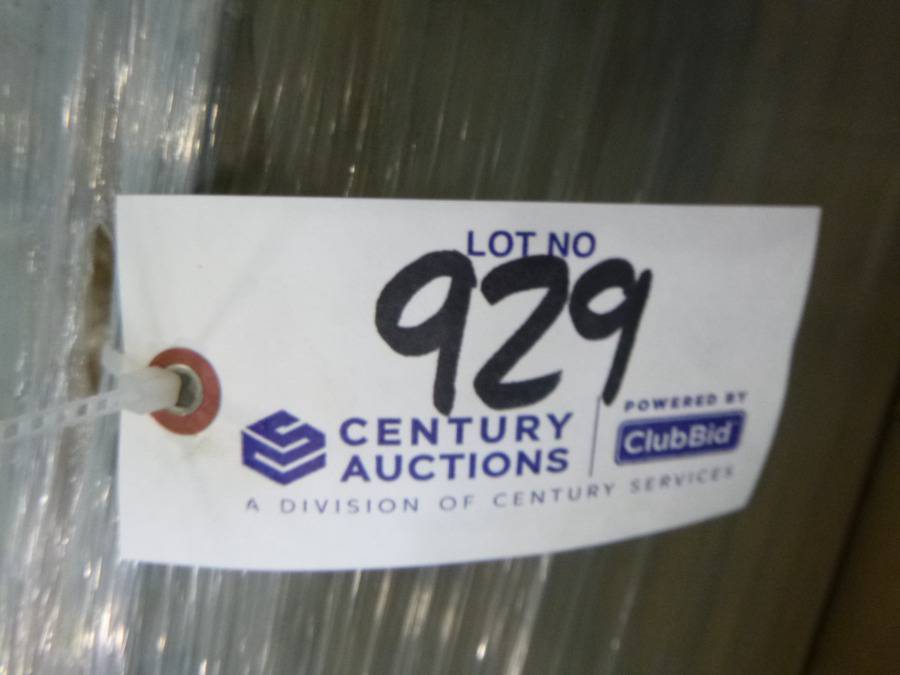 LOT NO
929
CENTURY
AUCTIONS
POWERED BY
ClubBid
A DIVISION OF CENTURY SERVICES